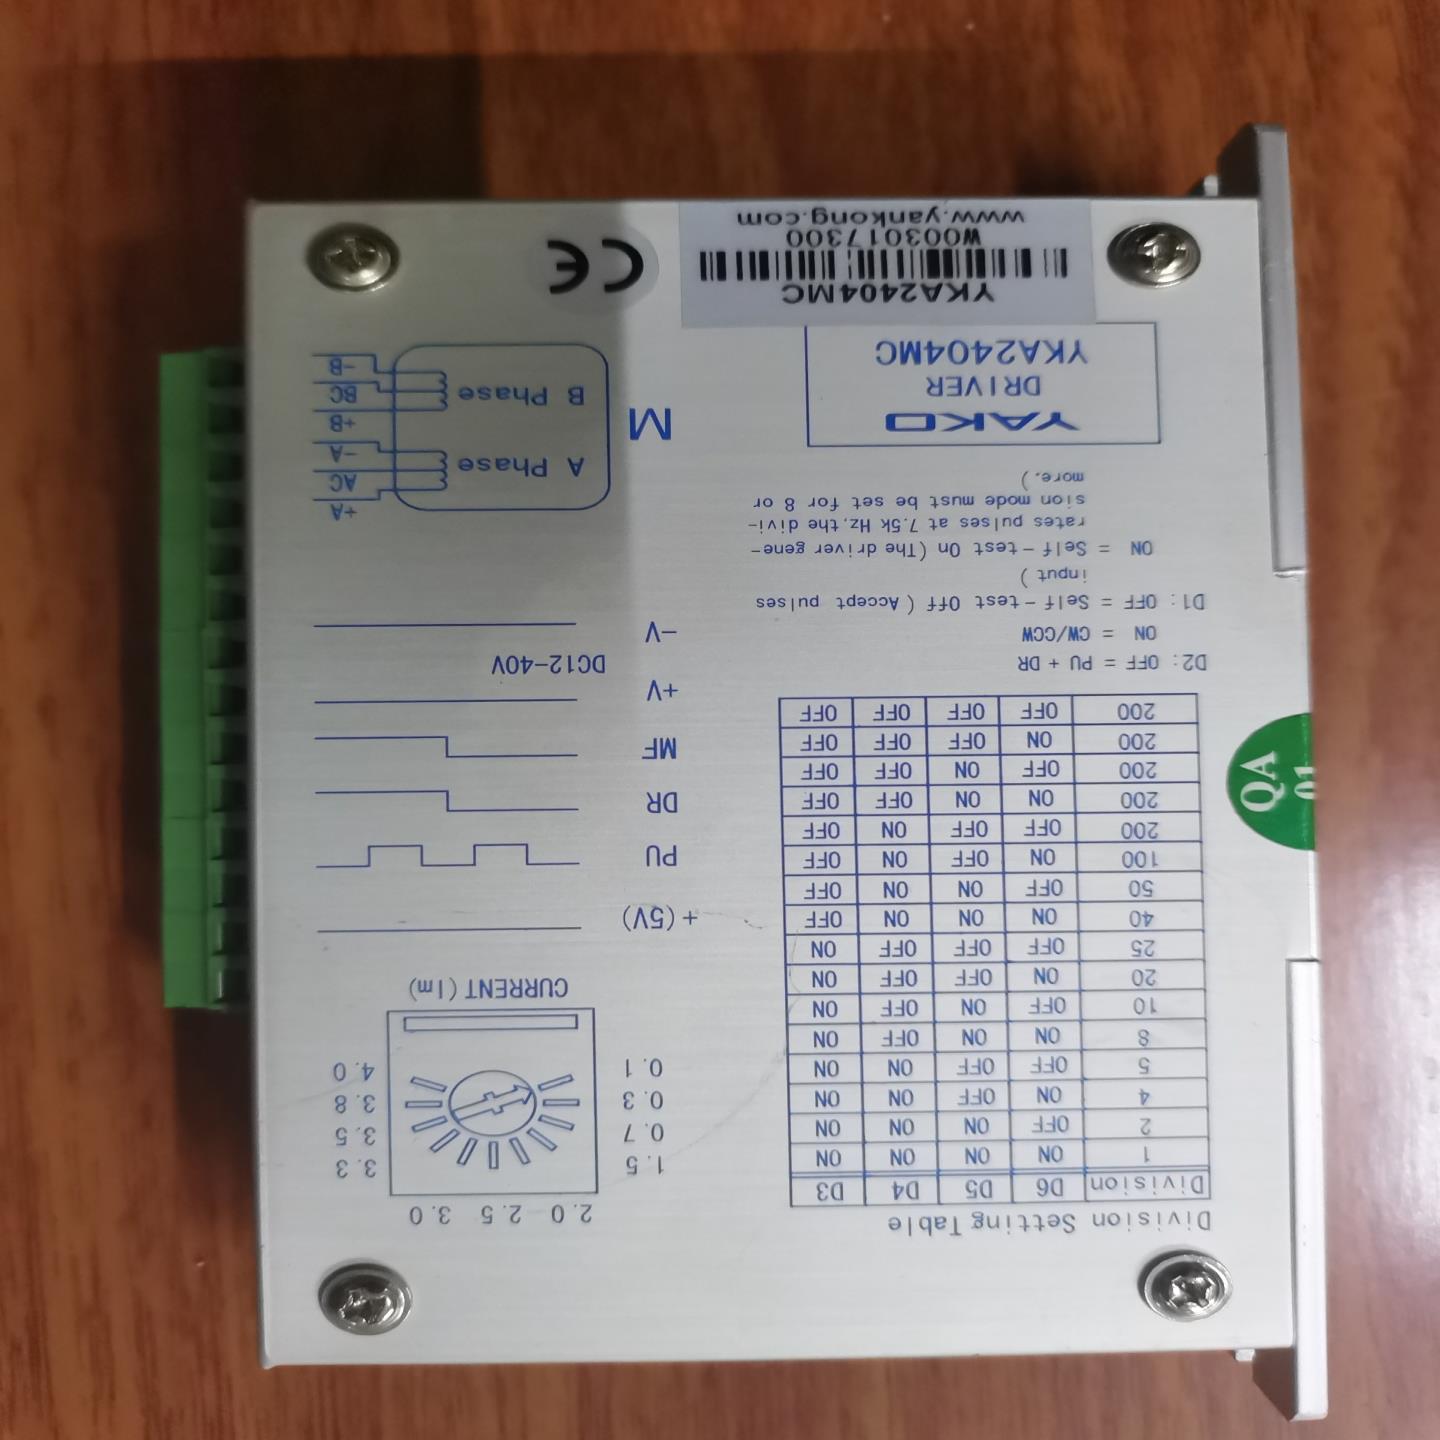 Division Setting Table
Division D6 D5 D4 D3
1 ON ON ON ON
2 OFF ON ON ON
4 ON OFF ON ON
5 OFF OFF ON ON
8 ON ON OFF ON
10 OFF ON OFF ON
20 ON OFF OFF ON
25 OFF OFF OFF ON
40 ON ON ON OFF
50 OFF ON ON OFF
100 ON OFF ON OFF
200 OFF OFF ON OFF
200 ON ON OFF OFF
200 OFF ON OFF OFF
200 ON OFF OFF OFF
200 OFF OFF OFF OFF
D2: OFF = PU + DR
ON = CW/CCW
D1: OFF = Self-test Off (Accept pulses
input)
ON = Self-test On (The driver gene-
rates pulses at 7.5k Hz, the divi-
sion mode must be set for 8 or
more.)
YAKO
DRIVER
YKA2404MC
YKA2404MC
W003017300
www.yankong.com
2.0 2.5 3.0
1.5 3.3
0.7 3.5
0.3 3.8
0.1 4.0
CURRENT (Im)
+(5V)
PU
DR
MF
+V
DC12-40V
-V
M
A Phase
B Phase
+A
AC
-A
+B
BC
-B
CE
QA
01